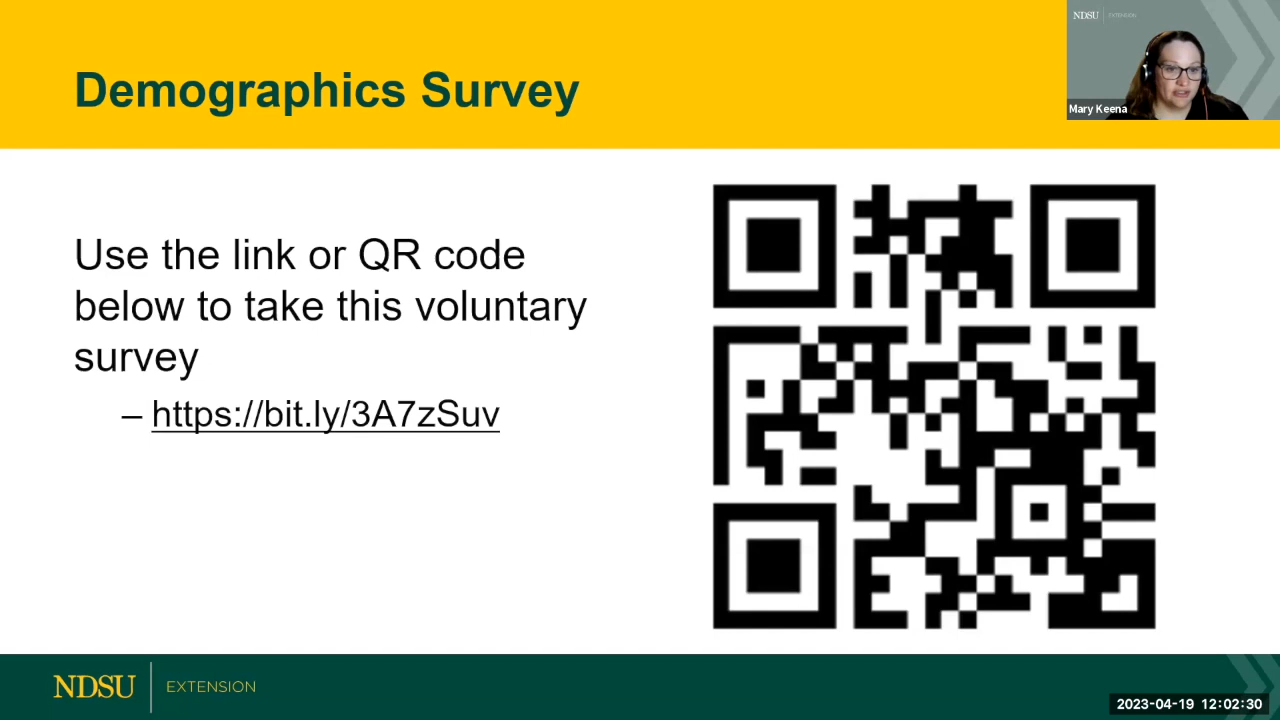 NDSU EXTENSION
Demographics Survey
Mary Keena
Use the link or QR code
below to take this voluntary
survey
– https://bit.ly/3A7zSuv
NDSU EXTENSION
2023-04-19 12:02:30